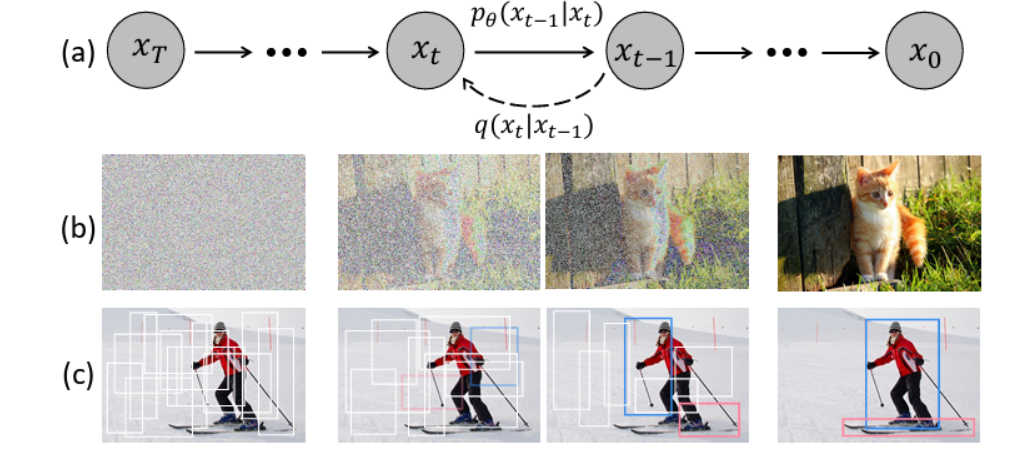 p_θ(x_{t−1}|x_t)
(a) x_T ••• x_t x_{t−1} ••• x_0
q(x_t|x_{t−1})
(b)
(c)